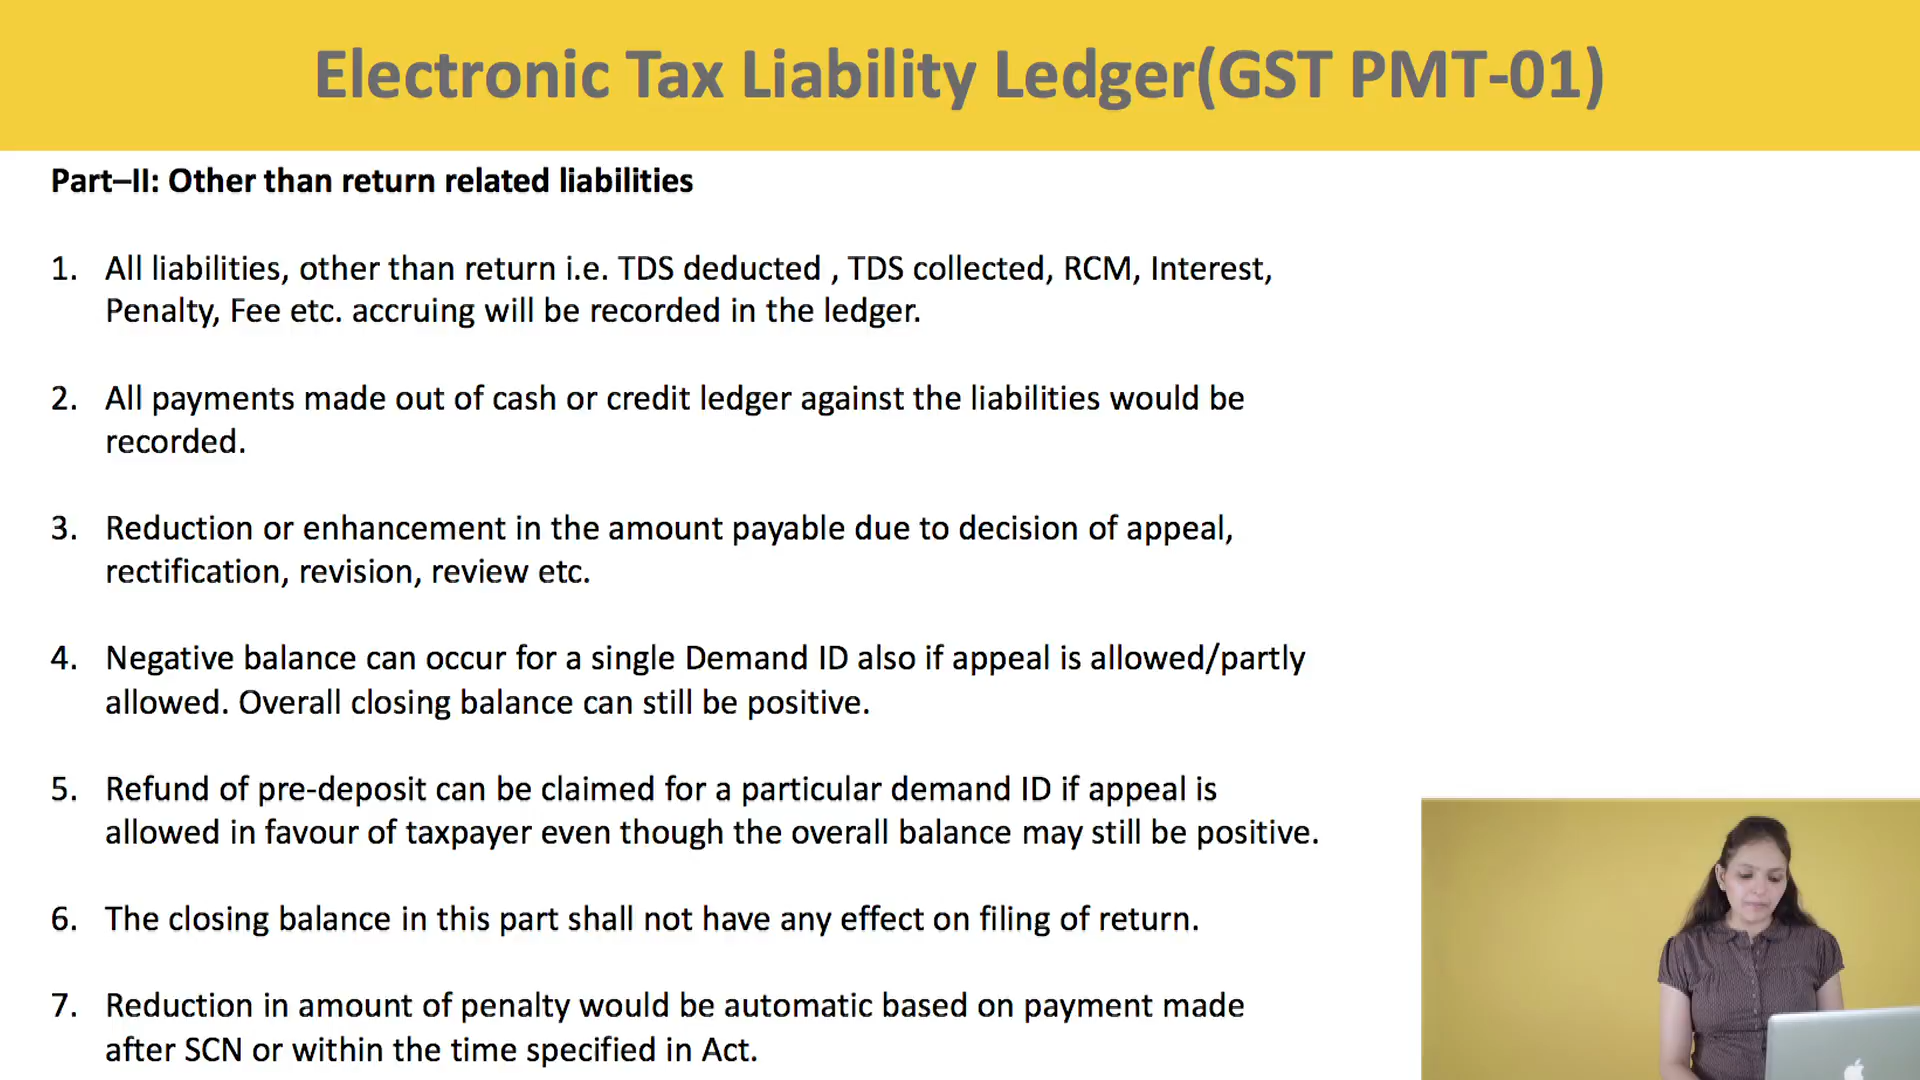 Electronic Tax Liability Ledger(GST PMT-01)
Part–II: Other than return related liabilities
1. All liabilities, other than return i.e. TDS deducted , TDS collected, RCM, Interest,
Penalty, Fee etc. accruing will be recorded in the ledger.
2. All payments made out of cash or credit ledger against the liabilities would be
recorded.
3. Reduction or enhancement in the amount payable due to decision of appeal,
rectification, revision, review etc.
4. Negative balance can occur for a single Demand ID also if appeal is allowed/partly
allowed. Overall closing balance can still be positive.
5. Refund of pre-deposit can be claimed for a particular demand ID if appeal is
allowed in favour of taxpayer even though the overall balance may still be positive.
6. The closing balance in this part shall not have any effect on filing of return.
7. Reduction in amount of penalty would be automatic based on payment made
after SCN or within the time specified in Act.